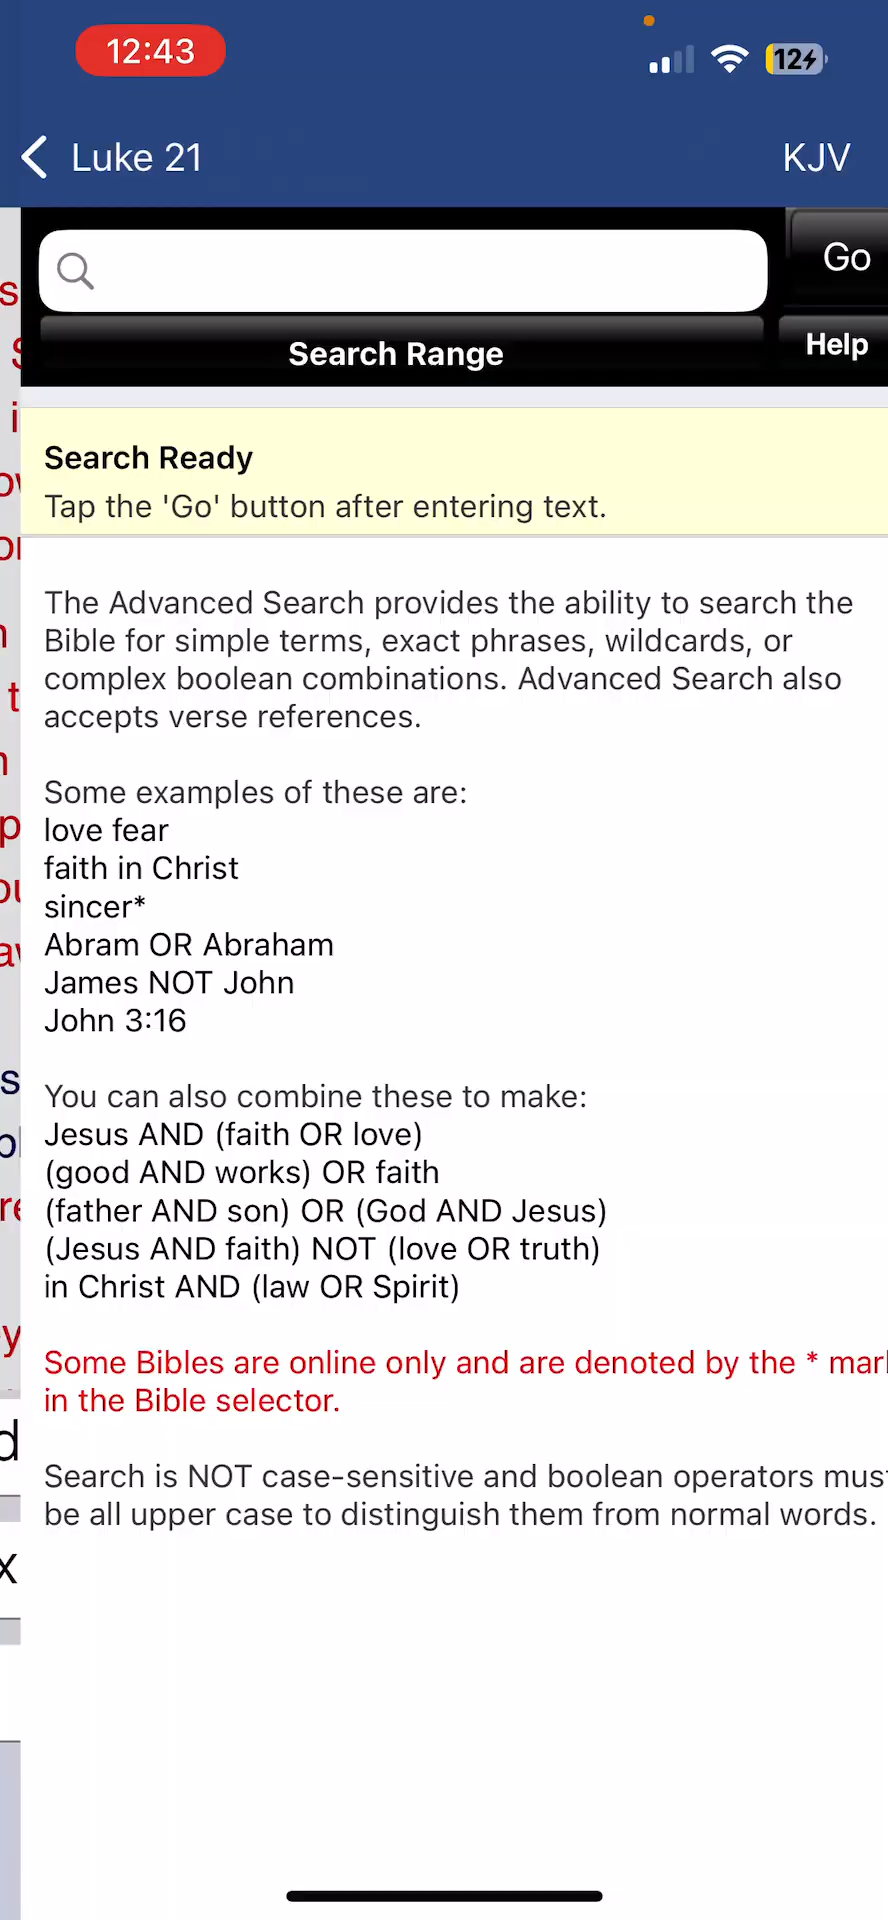 12:43
12
Luke 21
KJV
Go
Search Range
Help
Search Ready
Tap the 'Go' button after entering text.
The Advanced Search provides the ability to search the
Bible for simple terms, exact phrases, wildcards, or
complex boolean combinations. Advanced Search also
accepts verse references.
Some examples of these are:
love fear
faith in Christ
sincer*
Abram OR Abraham
James NOT John
John 3:16
You can also combine these to make:
Jesus AND (faith OR love)
(good AND works) OR faith
(father AND son) OR (God AND Jesus)
(Jesus AND faith) NOT (love OR truth)
in Christ AND (law OR Spirit)
Some Bibles are online only and are denoted by the *
in the Bible selector.
Search is NOT case-sensitive and boolean operators
be all upper case to distinguish them from normal words.